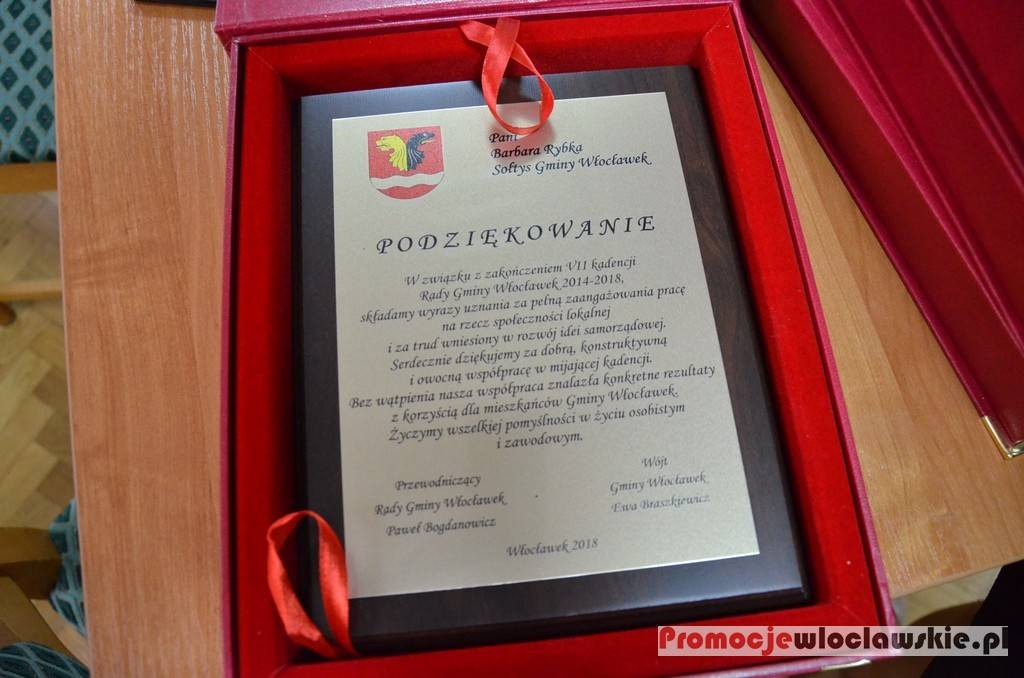 Pani
Barbara Rybka
Sołtys Gminy Włocławek
PODZIĘKOWANIE
W związku z zakończeniem VII kadencji
Rady Gminy Włocławek 2014-2018,
składamy wyrazy uznania za pełną zaangażowania pracę
na rzecz społeczności lokalnej
i za trud wniesiony w rozwój idei samorządowej.
Serdecznie dziękujemy za dobrą, konstruktywną
i owocną współpracę w mijającej kadencji.
Bez wątpienia nasza współpraca znalazła konkretne rezultaty
z korzyścią dla mieszkańców Gminy Włocławek.
Życzymy wszelkiej pomyślności w życiu osobistym
i zawodowym.
Przewodniczący
Rady Gminy Włocławek
Paweł Bogdanowicz
Wójt
Gminy Włocławek
Ewa Braszkiewicz
Włocławek 2018
Promocjewloclawskie.pl